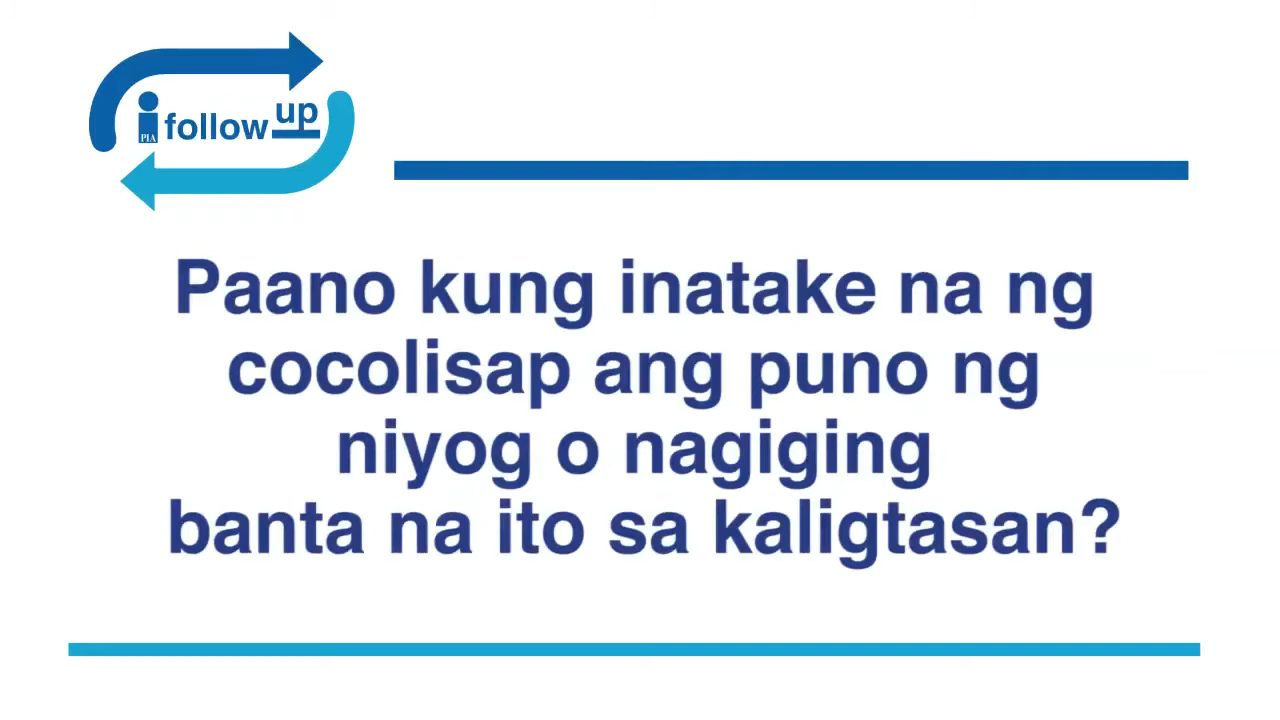 i follow up
PIA
Paano kung inatake na ng
cocolisap ang puno ng
niyog o nagiging
banta na ito sa kaligtasan?